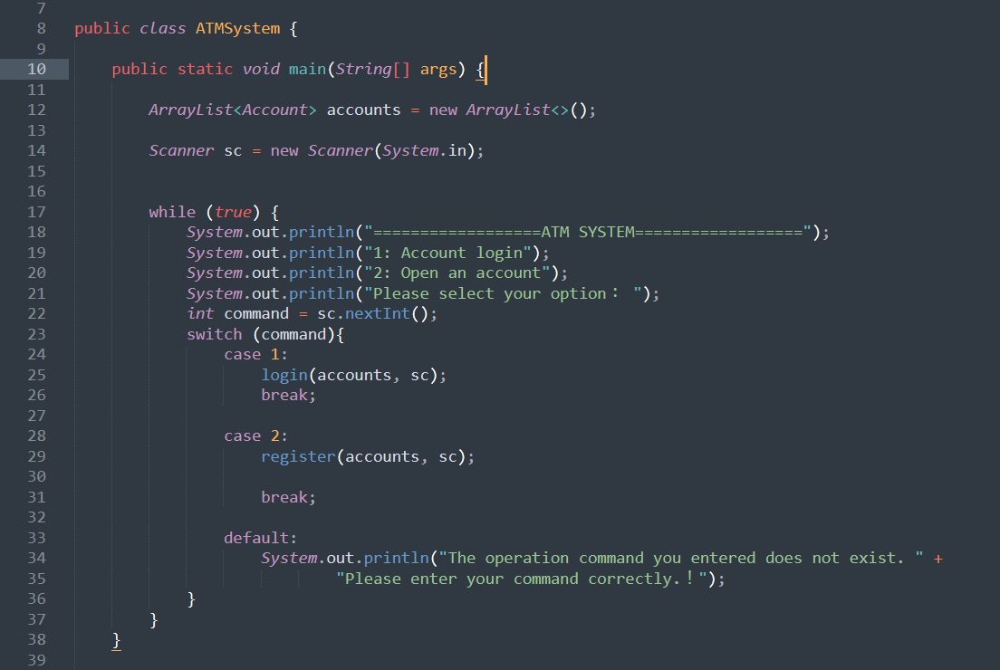 7
8 public class ATMSystem {
9
10 public static void main(String[] args) {
11
12 ArrayList<Account> accounts = new ArrayList<>();
13
14 Scanner sc = new Scanner(System.in);
15
16
17 while (true) {
18 System.out.println("==================ATM SYSTEM==================");
19 System.out.println("1: Account login");
20 System.out.println("2: Open an account");
21 System.out.println("Please select your option： ");
22 int command = sc.nextInt();
23 switch (command){
24 case 1:
25 login(accounts, sc);
26 break;
27
28 case 2:
29 register(accounts, sc);
30
31 break;
32
33 default:
34 System.out.println("The operation command you entered does not exist. " +
35 "Please enter your command correctly.！");
36 }
37 }
38 }
39